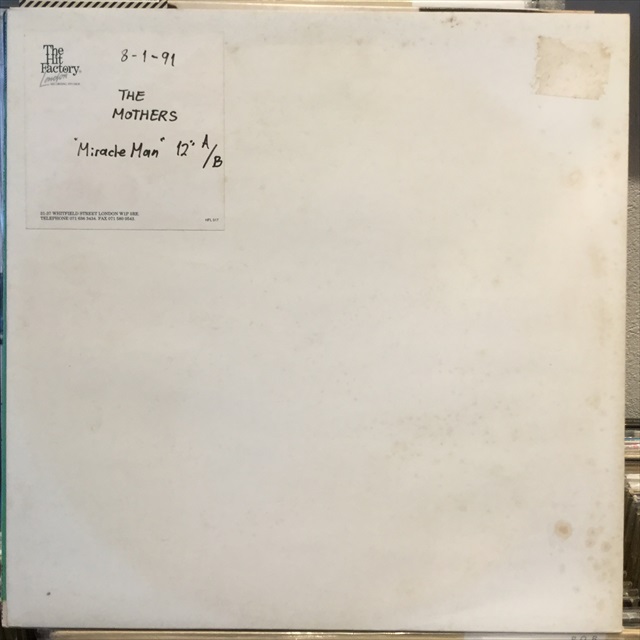 The
Hit
Factory.
London
8-1-91
THE
MOTHERS
"Miracle Man" 12" A/B
31-37 WHITFIELD STREET LONDON W1P 5RE